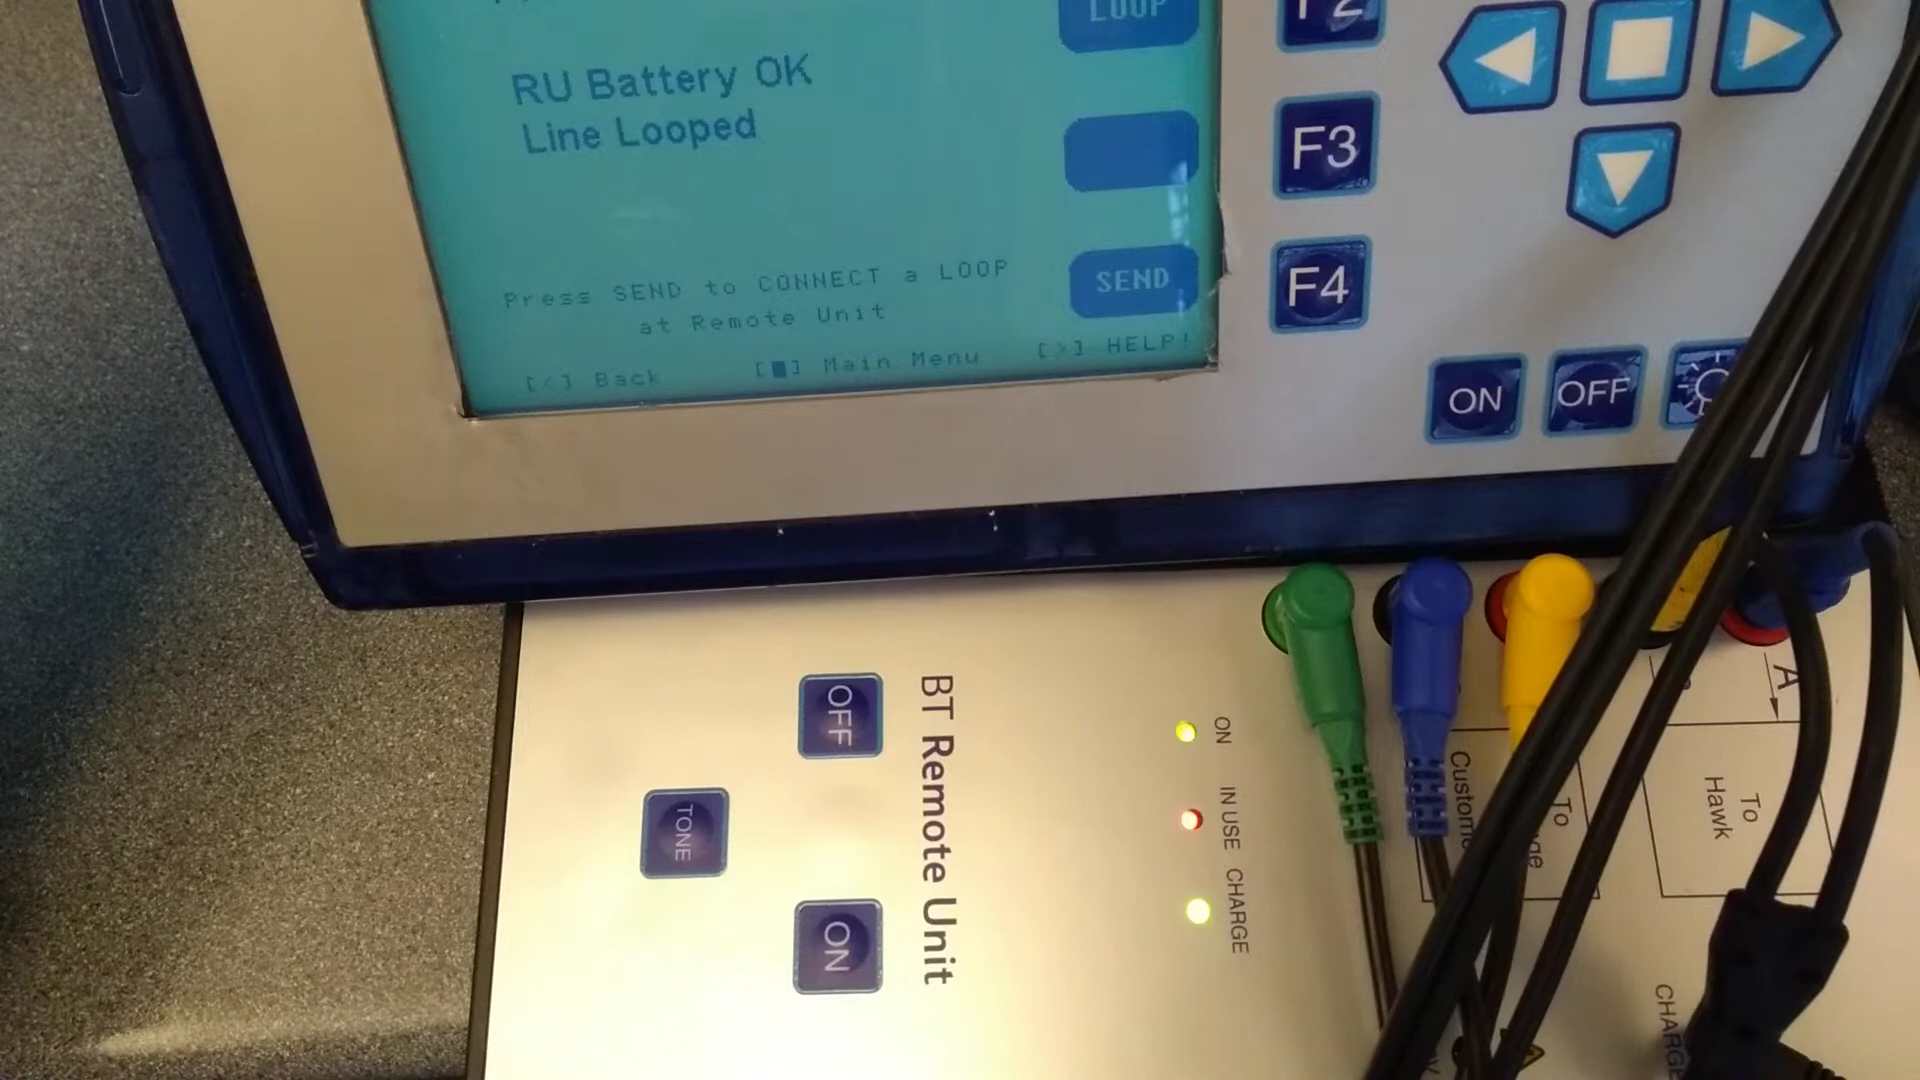 LOOP
RU Battery OK
Line Looped
SEND
Press SEND to CONNECT a LOOP
at Remote Unit
[<] Back [■] Main Menu [>] HELP!
F2
F3
F4
ON OFF
BT Remote Unit
OFF
TONE
ON
ON
IN USE
CHARGE
A
To
Hawk
To
CHARGE